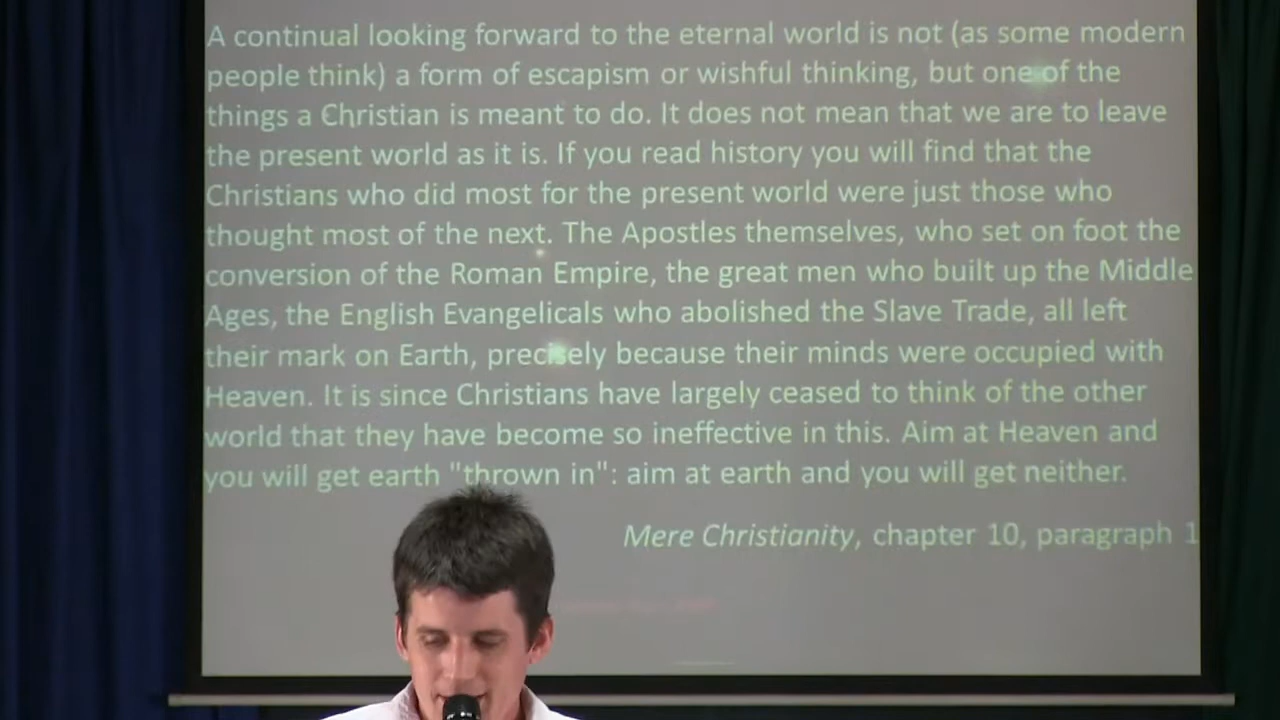 A continual looking forward to the eternal world is not (as some modern
people think) a form of escapism or wishful thinking, but one of the
things a Christian is meant to do. It does not mean that we are to leave
the present world as it is. If you read history you will find that the
Christians who did most for the present world were just those who
thought most of the next. The Apostles themselves, who set on foot the
conversion of the Roman Empire, the great men who built up the Middle
Ages, the English Evangelicals who abolished the Slave Trade, all left
their mark on Earth, precisely because their minds were occupied with
Heaven. It is since Christians have largely ceased to think of the other
world that they have become so ineffective in this. Aim at Heaven and
you will get earth "thrown in": aim at earth and you will get neither.
Mere Christianity, chapter 10, paragraph 1